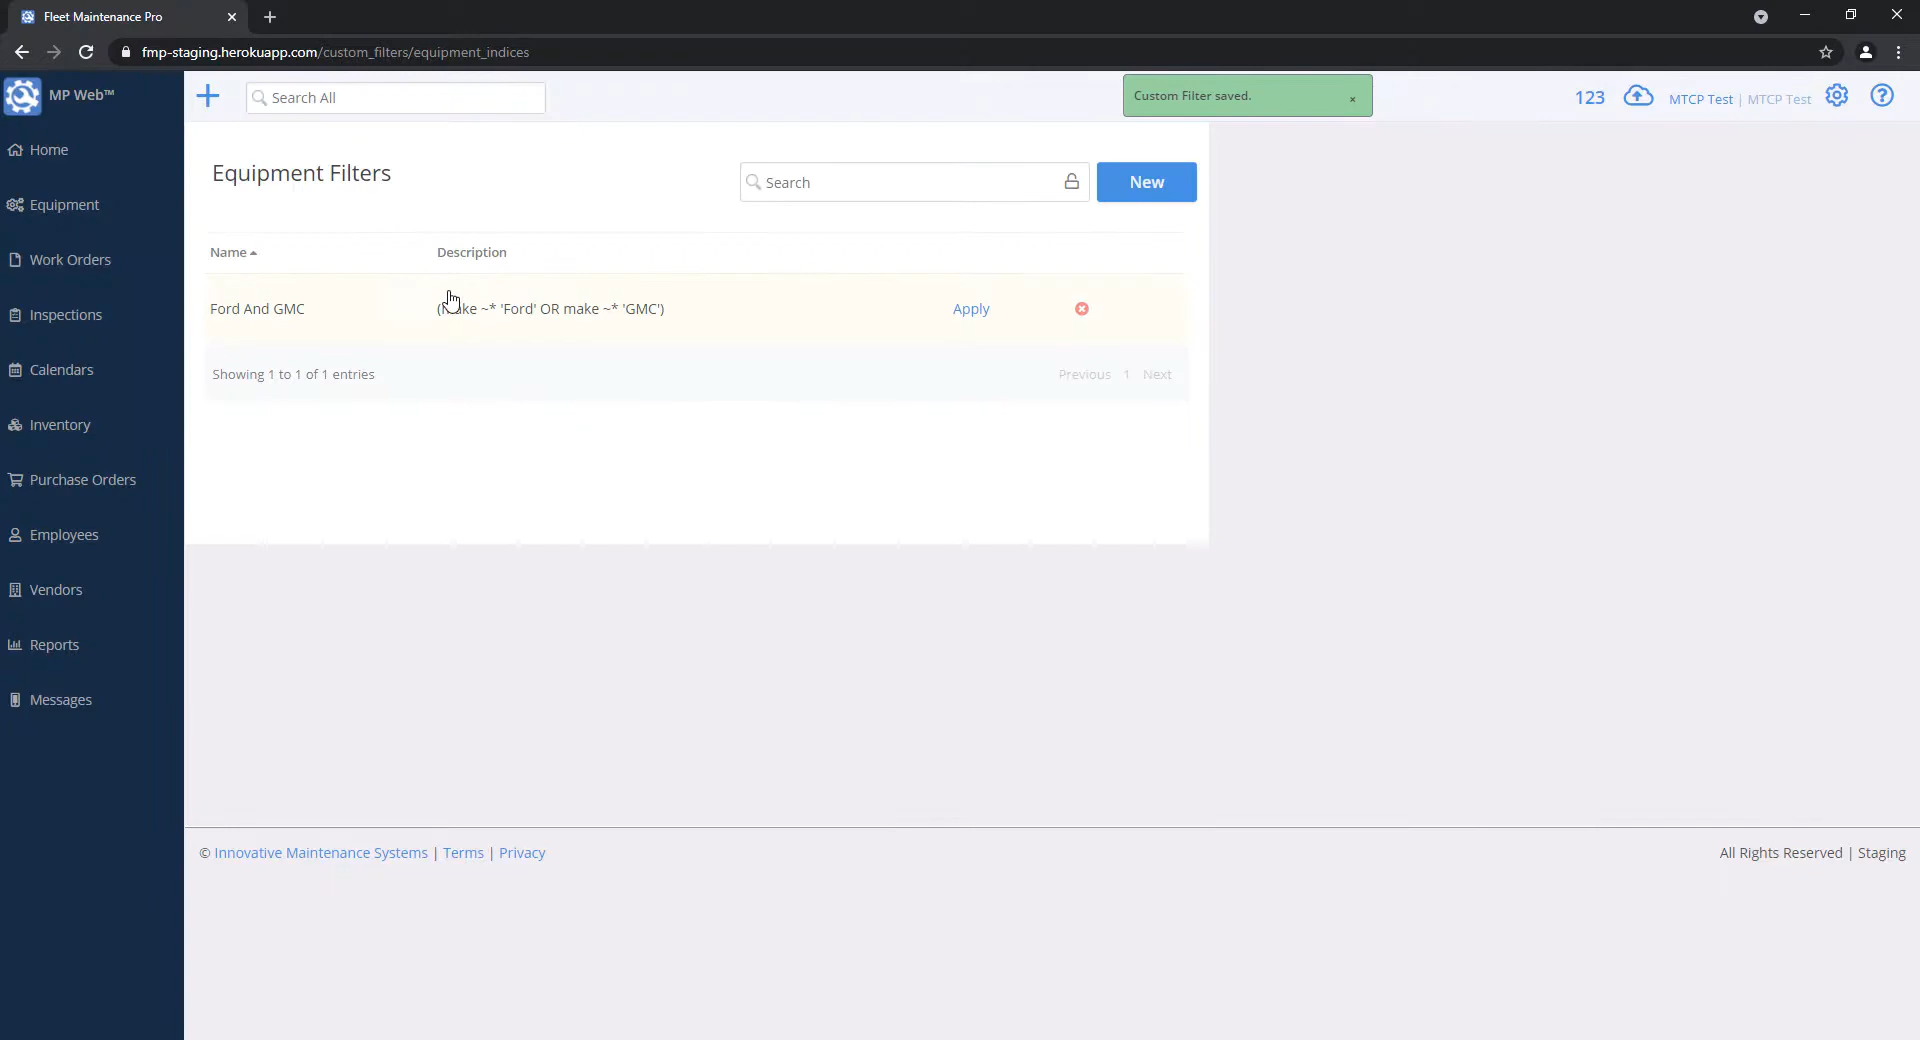 Fleet Maintenance Pro
fmp-staging.herokuapp.com/custom_filters/equipment_indices
MP Web™
Search All
Custom Filter saved. ×
123
MTCP Test | MTCP Test
Home
Equipment
Work Orders
Inspections
Calendars
Inventory
Purchase Orders
Employees
Vendors
Reports
Messages
Equipment Filters
Search
New
Name Description
Ford And GMC ~* 'Ford' OR make ~* 'GMC') Apply
Showing 1 to 1 of 1 entries Previous 1 Next
© Innovative Maintenance Systems | Terms | Privacy
All Rights Reserved | Staging